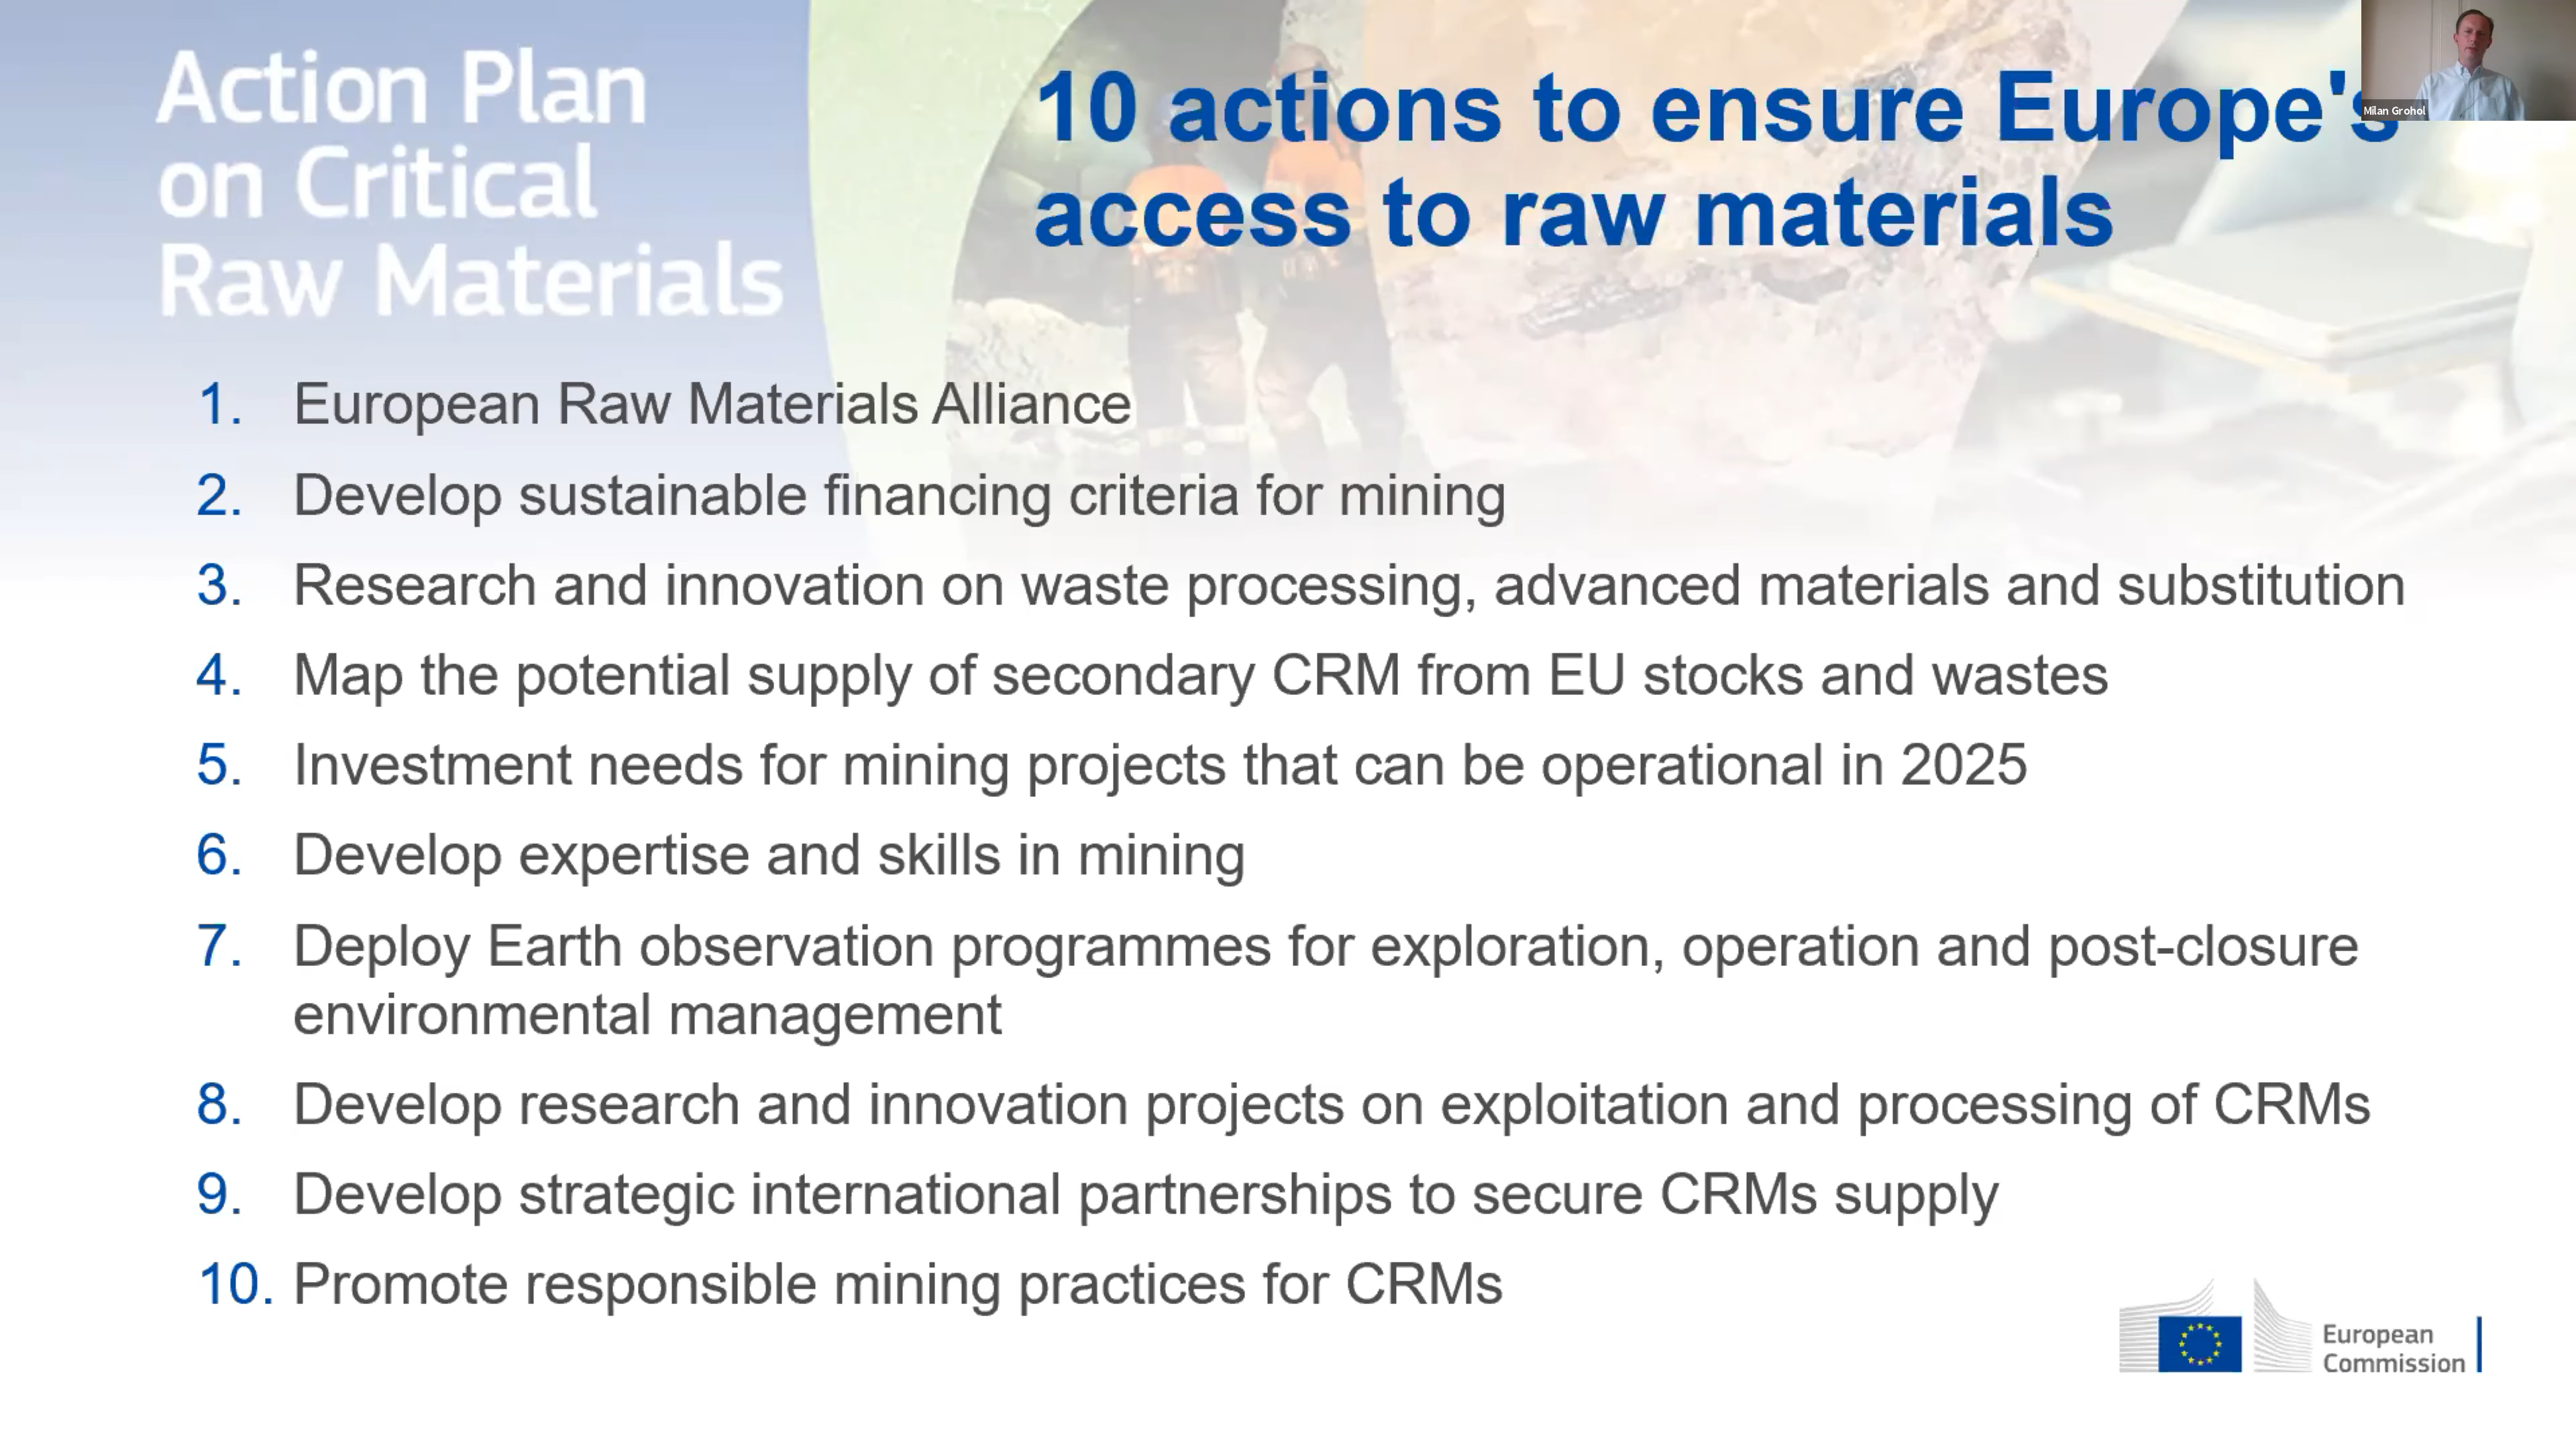 Action Plan
on Critical
Raw Materials
10 actions to ensure Europe's
access to raw materials
Milan Grohol
1. European Raw Materials Alliance
2. Develop sustainable financing criteria for mining
3. Research and innovation on waste processing, advanced materials and substitution
4. Map the potential supply of secondary CRM from EU stocks and wastes
5. Investment needs for mining projects that can be operational in 2025
6. Develop expertise and skills in mining
7. Deploy Earth observation programmes for exploration, operation and post-closure
environmental management
8. Develop research and innovation projects on exploitation and processing of CRMs
9. Develop strategic international partnerships to secure CRMs supply
10. Promote responsible mining practices for CRMs
European
Commission